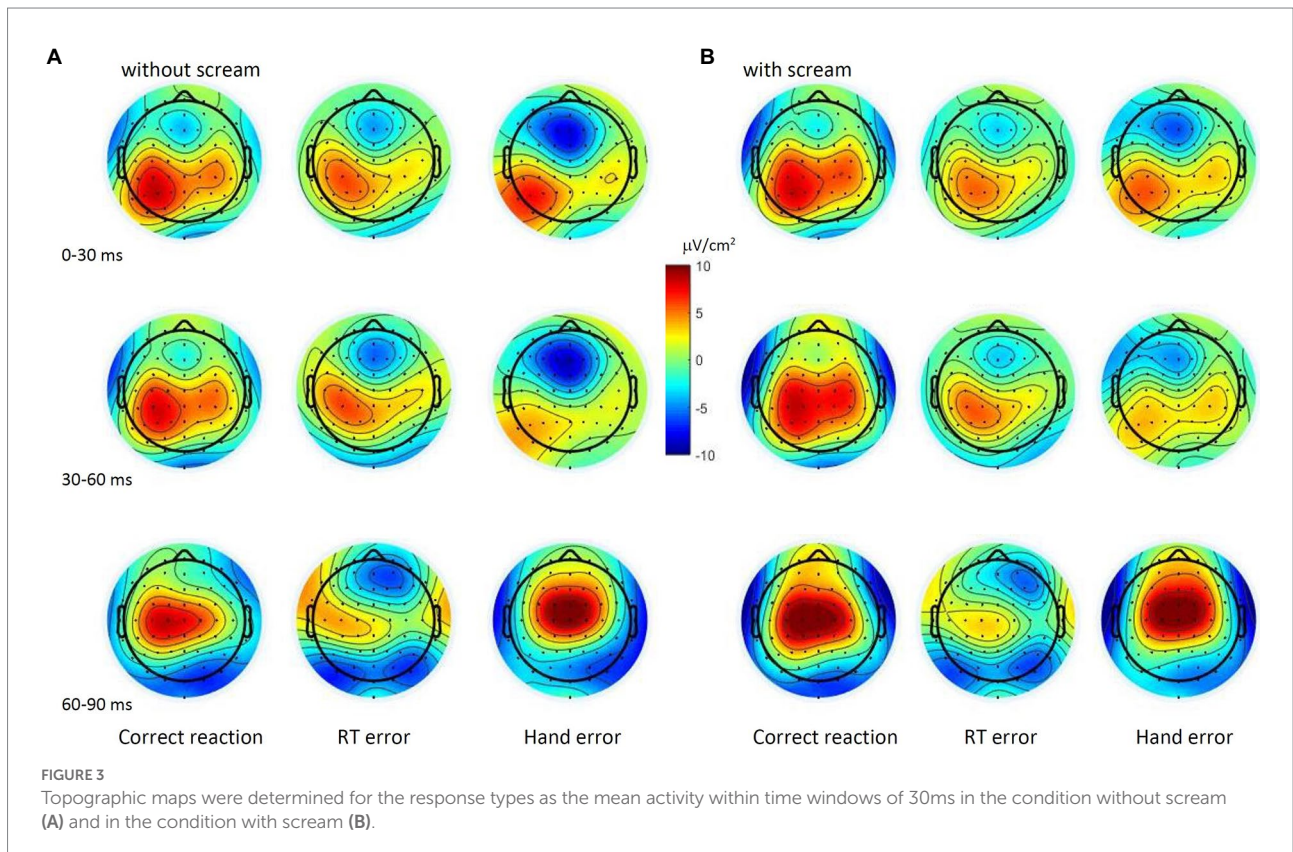 A
B
without scream
with scream
0-30 ms
μV/cm²
10
5
0
-5
-10
30-60 ms
60-90 ms
Correct reaction RT error Hand error Correct reaction RT error Hand error
FIGURE 3
Topographic maps were determined for the response types as the mean activity within time windows of 30ms in the condition without scream
(A) and in the condition with scream (B).